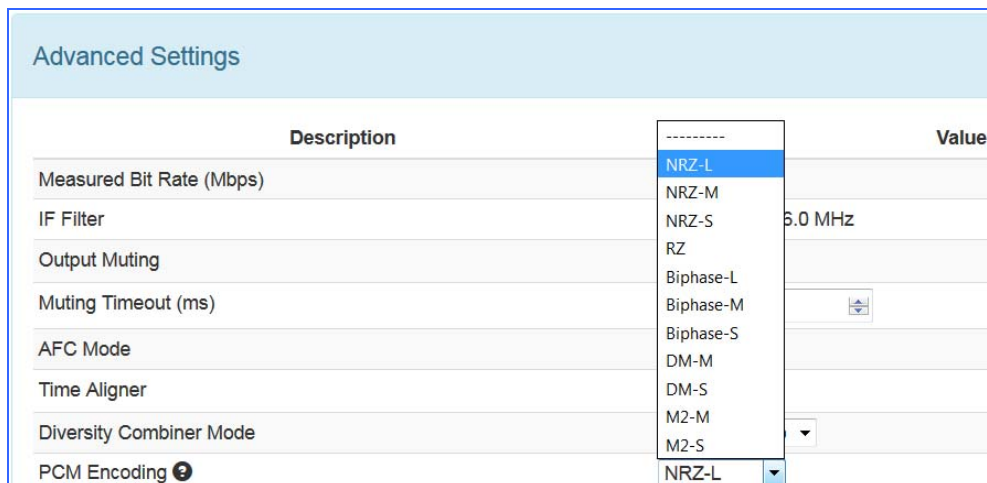 Advanced Settings
Description
Value
---------
NRZ-L
NRZ-M
NRZ-S
RZ
Biphase-L
Biphase-M
Biphase-S
DM-M
DM-S
M2-M
M2-S
Measured Bit Rate (Mbps)
IF Filter
6.0 MHz
Output Muting
Muting Timeout (ms)
AFC Mode
Time Aligner
Diversity Combiner Mode
PCM Encoding ?
NRZ-L